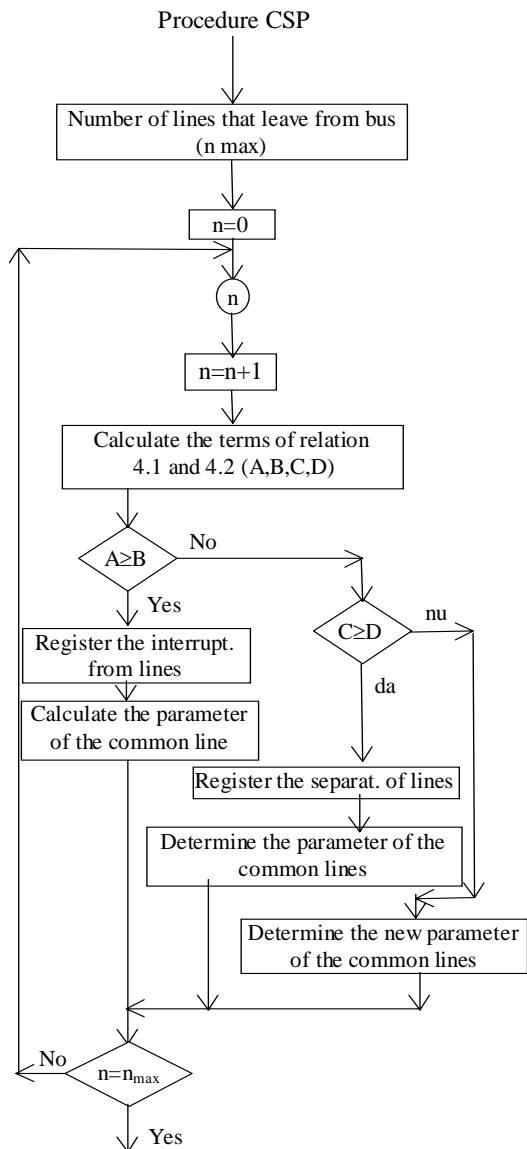 Procedure CSP
Number of lines that leave from bus
(n max)
n=0
n
n=n+1
Calculate the terms of relation
4.1 and 4.2 (A,B,C,D)
A≥B
No
Yes
C≥D
nu
da
Register the interrupt.
from lines
Calculate the parameter
of the common line
Register the separat. of lines
Determine the parameter of the
common lines
Determine the new parameter
of the common lines
No
n=nmax
Yes